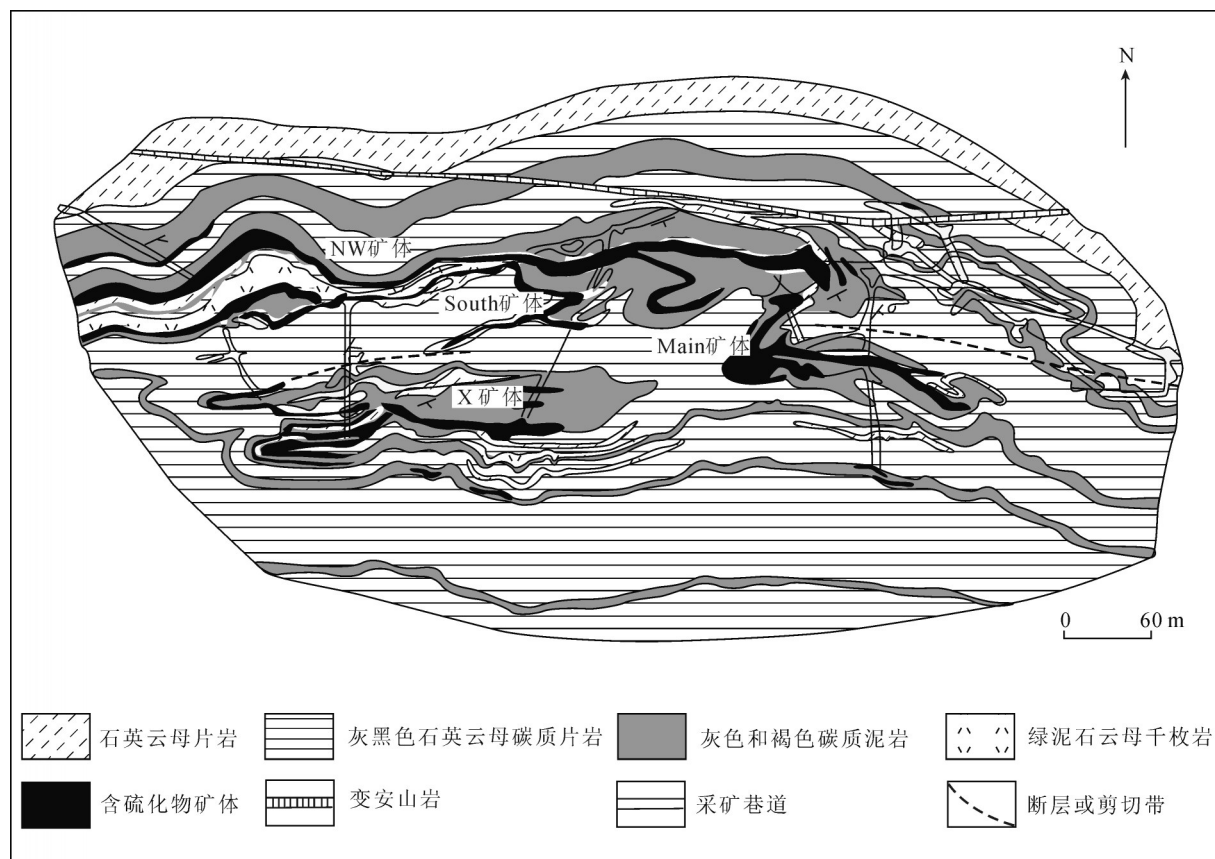 N
NW矿体
South矿体
Main矿体
X 矿体
0 60 m
石英云母片岩 灰黑色石英云母碳质片岩 灰色和褐色碳质泥岩 绿泥石云母千枚岩
含硫化物矿体 变安山岩 采矿巷道 断层或剪切带